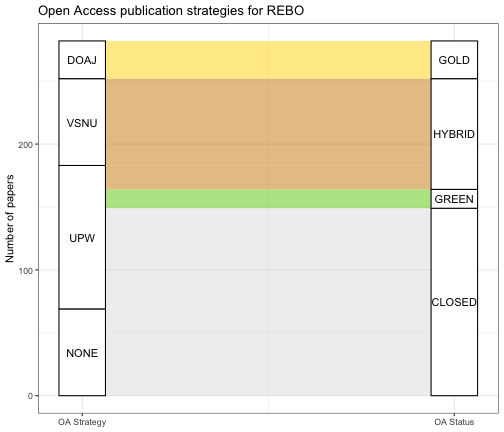 Open Access publication strategies for REBO
DOAJ
GOLD
VSNU
HYBRID
200
GREEN
Number of papers
UPW
100
CLOSED
NONE
0
OA Strategy
OA Status